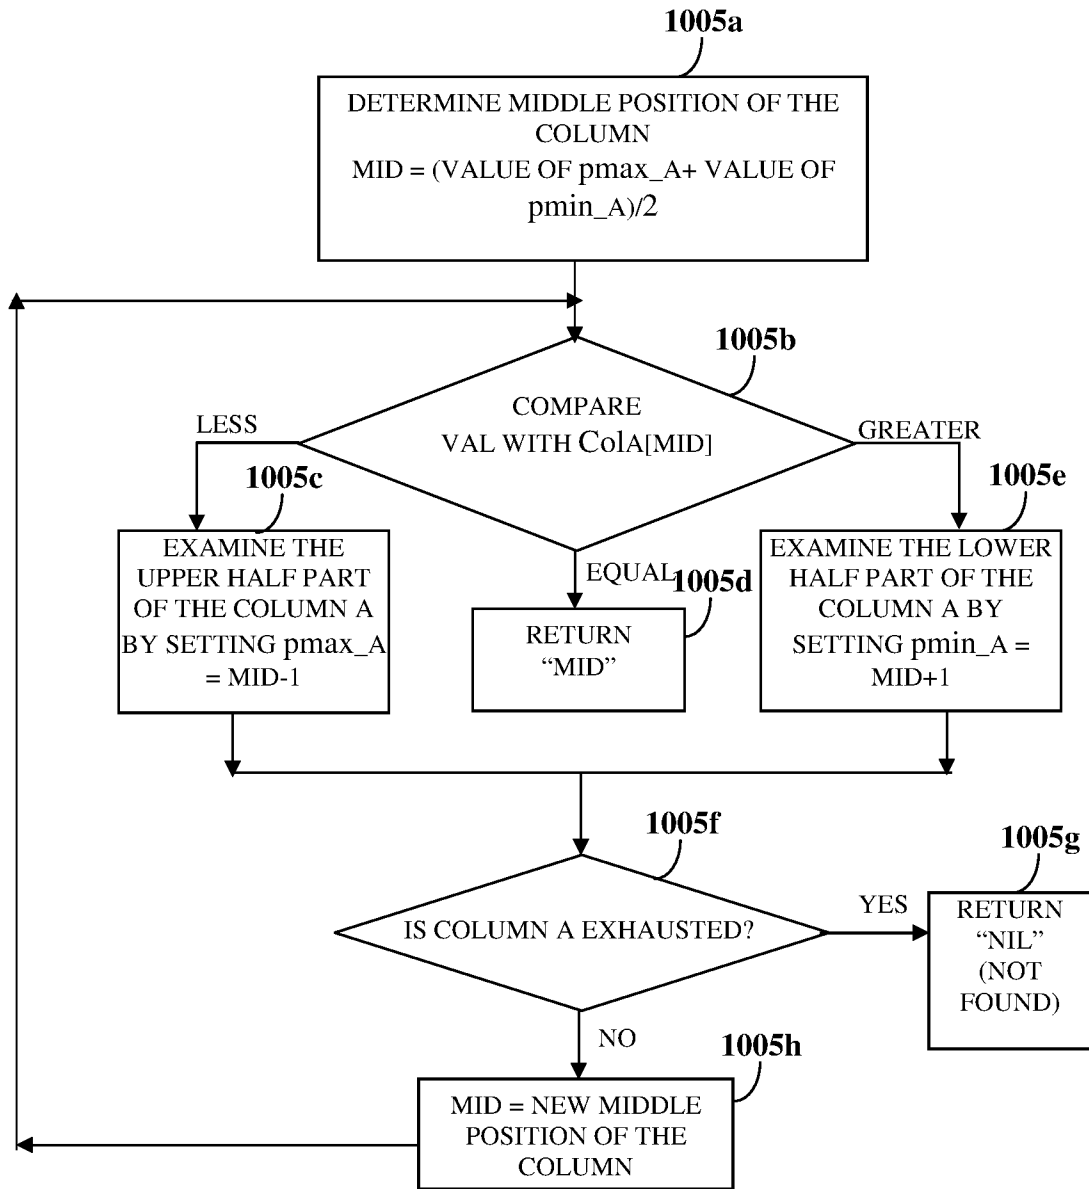 1005a
DETERMINE MIDDLE POSITION OF THE
COLUMN
MID = (VALUE OF pmax_A+ VALUE OF
pmin_A)/2
1005b
COMPARE
VAL WITH ColA[MID]
LESS
GREATER
1005c
1005e
EXAMINE THE
UPPER HALF PART
OF THE COLUMN A
BY SETTING pmax_A
= MID-1
EQUAL
1005d
RETURN
“MID”
EXAMINE THE LOWER
HALF PART OF THE
COLUMN A BY
SETTING pmin_A =
MID+1
1005f
IS COLUMN A EXHAUSTED?
YES
1005g
RETURN
“NIL”
(NOT
FOUND)
NO
1005h
MID = NEW MIDDLE
POSITION OF THE
COLUMN